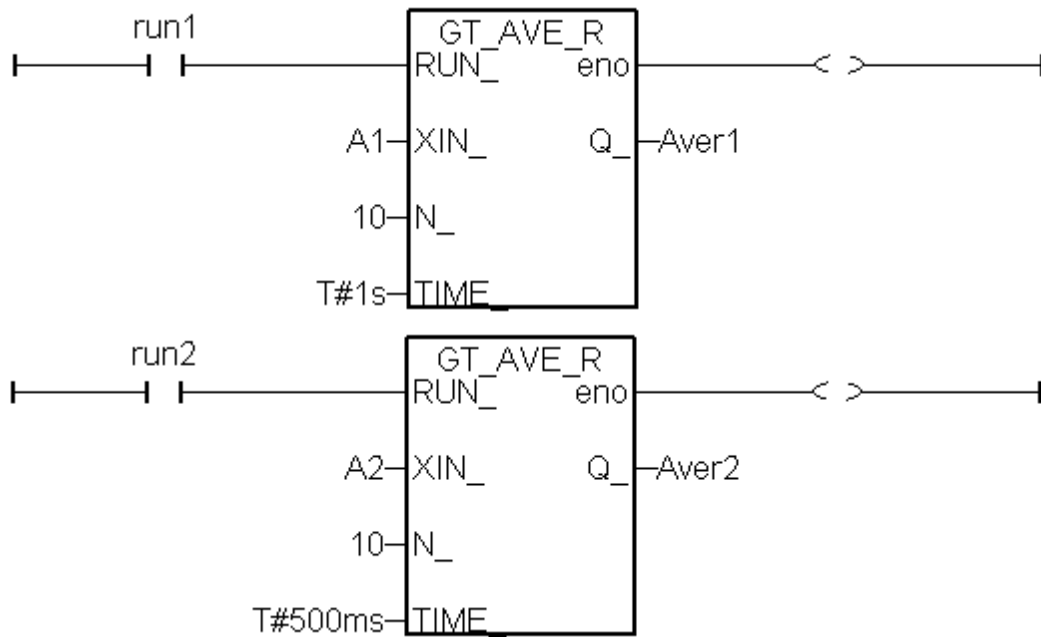 run1
GT_AVE_R
RUN_ eno
A1 XIN_ Q_ Aver1
10 N_
T#1s TIME_
run2
GT_AVE_R
RUN_ eno
A2 XIN_ Q_ Aver2
10 N_
T#500ms TIME_